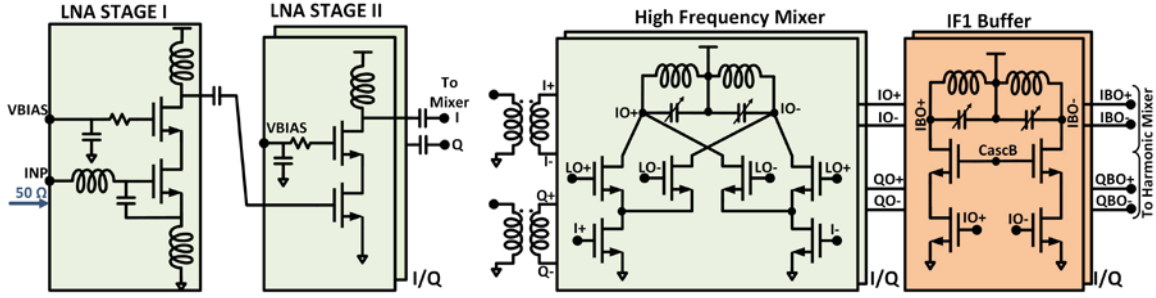 LNA STAGE I
VBIAS
INP
50 Ω
LNA STAGE II
VBIAS
To
Mixer
I
Q
I/Q
High Frequency Mixer
I+
I-
Q+
Q-
IO+
IO-
LO+
LO-
LO-
LO+
I+
I-
IO+
IO-
QO+
QO-
I/Q
IF1 Buffer
IBO+
IBO-
CascB
IO+
IO-
IBO+
IBO-
QBO+
QBO-
To Harmonic Mixer
I/Q